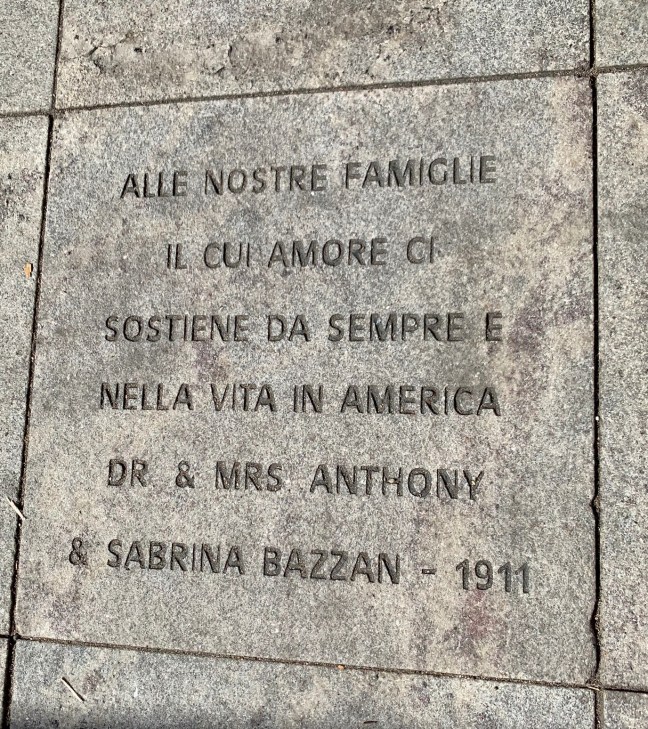 ALLE NOSTRE FAMIGLIE
IL CUI AMORE CI
SOSTIENE DA SEMPRE E
NELLA VITA IN AMERICA
DR & MRS ANTHONY
& SABRINA BAZZAN - 1911